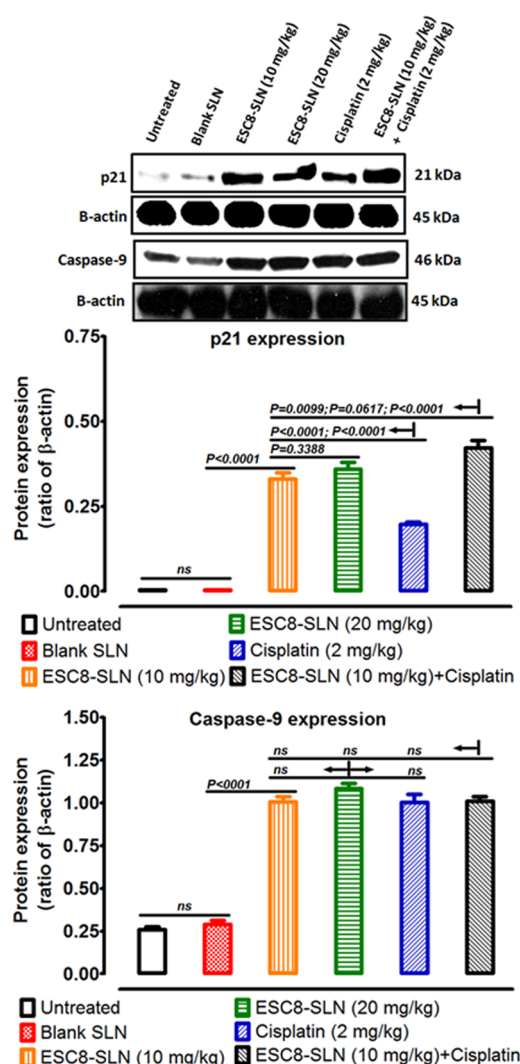 Untreated
Blank SLN
ESC8-SLN (10 mg/kg)
ESC8-SLN (20 mg/kg)
Cisplatin (2 mg/kg)
ESC8-SLN (10 mg/kg)
+ Cisplatin (2 mg/kg)
p21 21 kDa
B-actin 45 kDa
Caspase-9 46 kDa
B-actin 45 kDa
p21 expression
Protein expression
(ratio of β-actin)
0.75
0.50
0.25
0.00
P=0.0099;P=0.0617;P<0.0001
P<0.0001; P<0.0001
P=0.3388
P<0.0001
ns
Untreated ESC8-SLN (20 mg/kg)
Blank SLN Cisplatin (2 mg/kg)
ESC8-SLN (10 mg/kg) ESC8-SLN (10 mg/kg)+Cisplatin
Caspase-9 expression
Protein expression
(ratio of β-actin)
1.50
1.25
1.00
0.75
0.50
0.25
0.00
ns ns ns
ns ns
P<0001
ns
Untreated ESC8-SLN (20 mg/kg)
Blank SLN Cisplatin (2 mg/kg)
ESC8-SLN (10 mg/kg) ESC8-SLN (10 mg/kg)+Cisplatin